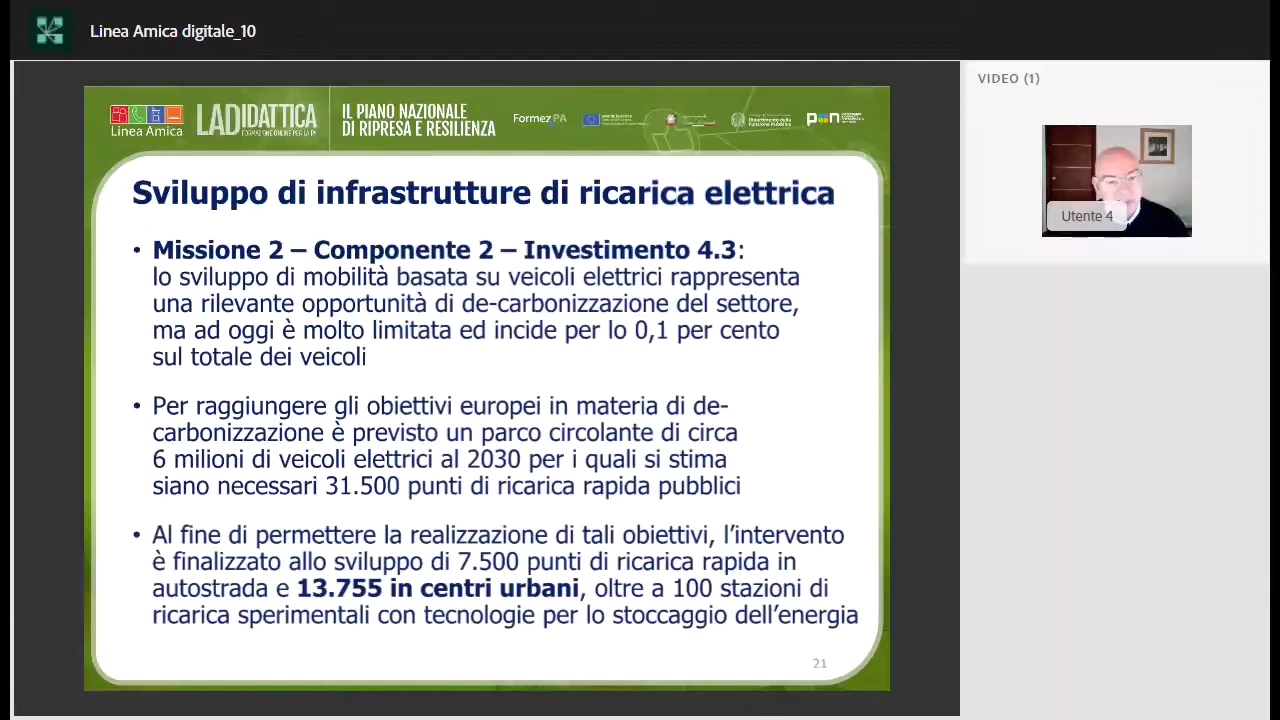 Linea Amica digitale_10
VIDEO (1)
Linea Amica
LADIDATTICA
FORMAZIONE ONLINE PER LA PA
IL PIANO NAZIONALE
DI RIPRESA E RESILIENZA
FormezPA
Dipartimento della
Funzione Pubblica
pon
Utente 4
Sviluppo di infrastrutture di ricarica elettrica
• Missione 2 – Componente 2 – Investimento 4.3:
lo sviluppo di mobilità basata su veicoli elettrici rappresenta
una rilevante opportunità di de-carbonizzazione del settore,
ma ad oggi è molto limitata ed incide per lo 0,1 per cento
sul totale dei veicoli
• Per raggiungere gli obiettivi europei in materia di de-
carbonizzazione è previsto un parco circolante di circa
6 milioni di veicoli elettrici al 2030 per i quali si stima
siano necessari 31.500 punti di ricarica rapida pubblici
• Al fine di permettere la realizzazione di tali obiettivi, l’intervento
è finalizzato allo sviluppo di 7.500 punti di ricarica rapida in
autostrada e 13.755 in centri urbani, oltre a 100 stazioni di
ricarica sperimentali con tecnologie per lo stoccaggio dell’energia
21